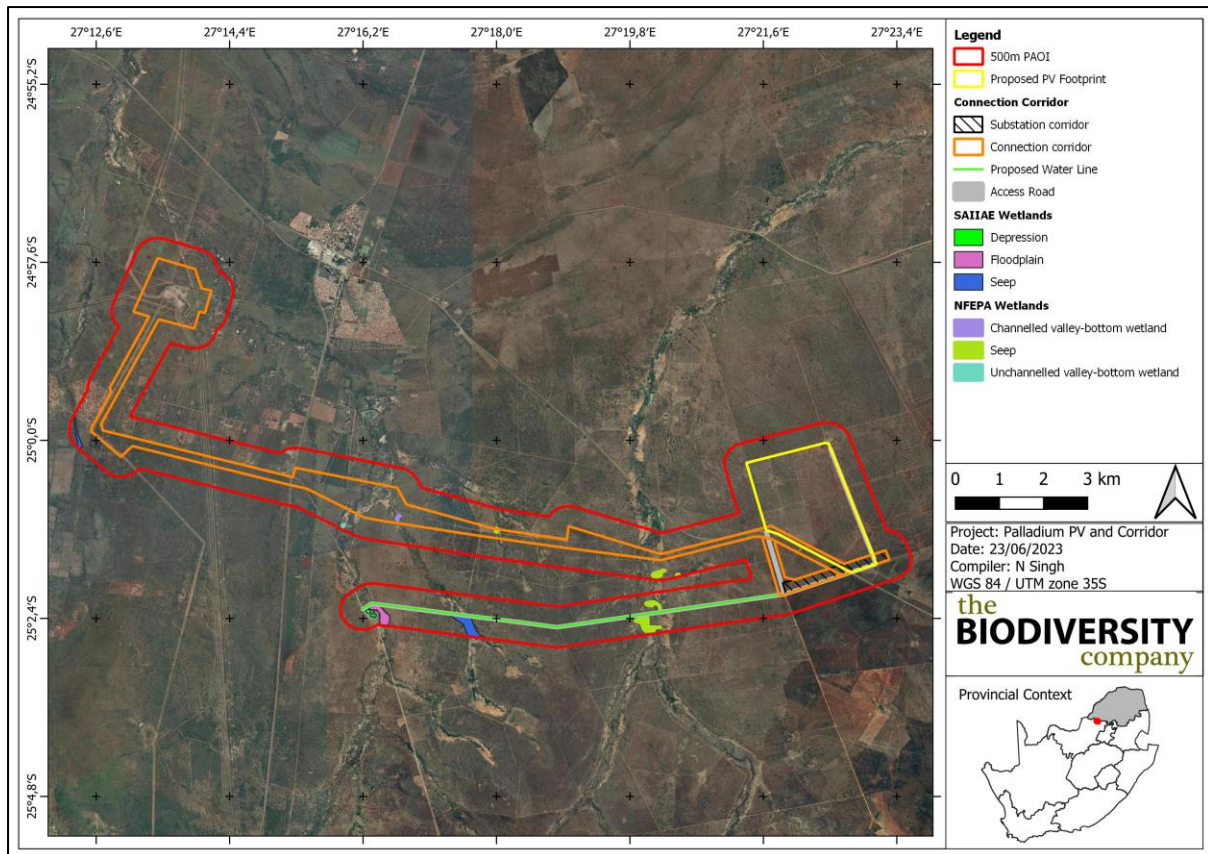 27°12,6'E 27°14,4'E 27°16,2'E 27°18,0'E 27°19,8'E 27°21,6'E 27°23,4'E
24°55,2'S
24°57,6'S
25°0,0'S
25°2,4'S
25°4,8'S
Legend
500m PAOI
Proposed PV Footprint
Connection Corridor
Substation corridor
Connection corridor
Proposed Water Line
Access Road
SAIIAE Wetlands
Depression
Floodplain
Seep
NFEPA Wetlands
Channelled valley-bottom wetland
Seep
Unchannelled valley-bottom wetland
0 1 2 3 km
Project: Palladium PV and Corridor
Date: 23/06/2023
Compiler: N Singh
WGS 84 / UTM zone 35S
the
BIODIVERSITY
company
Provincial Context